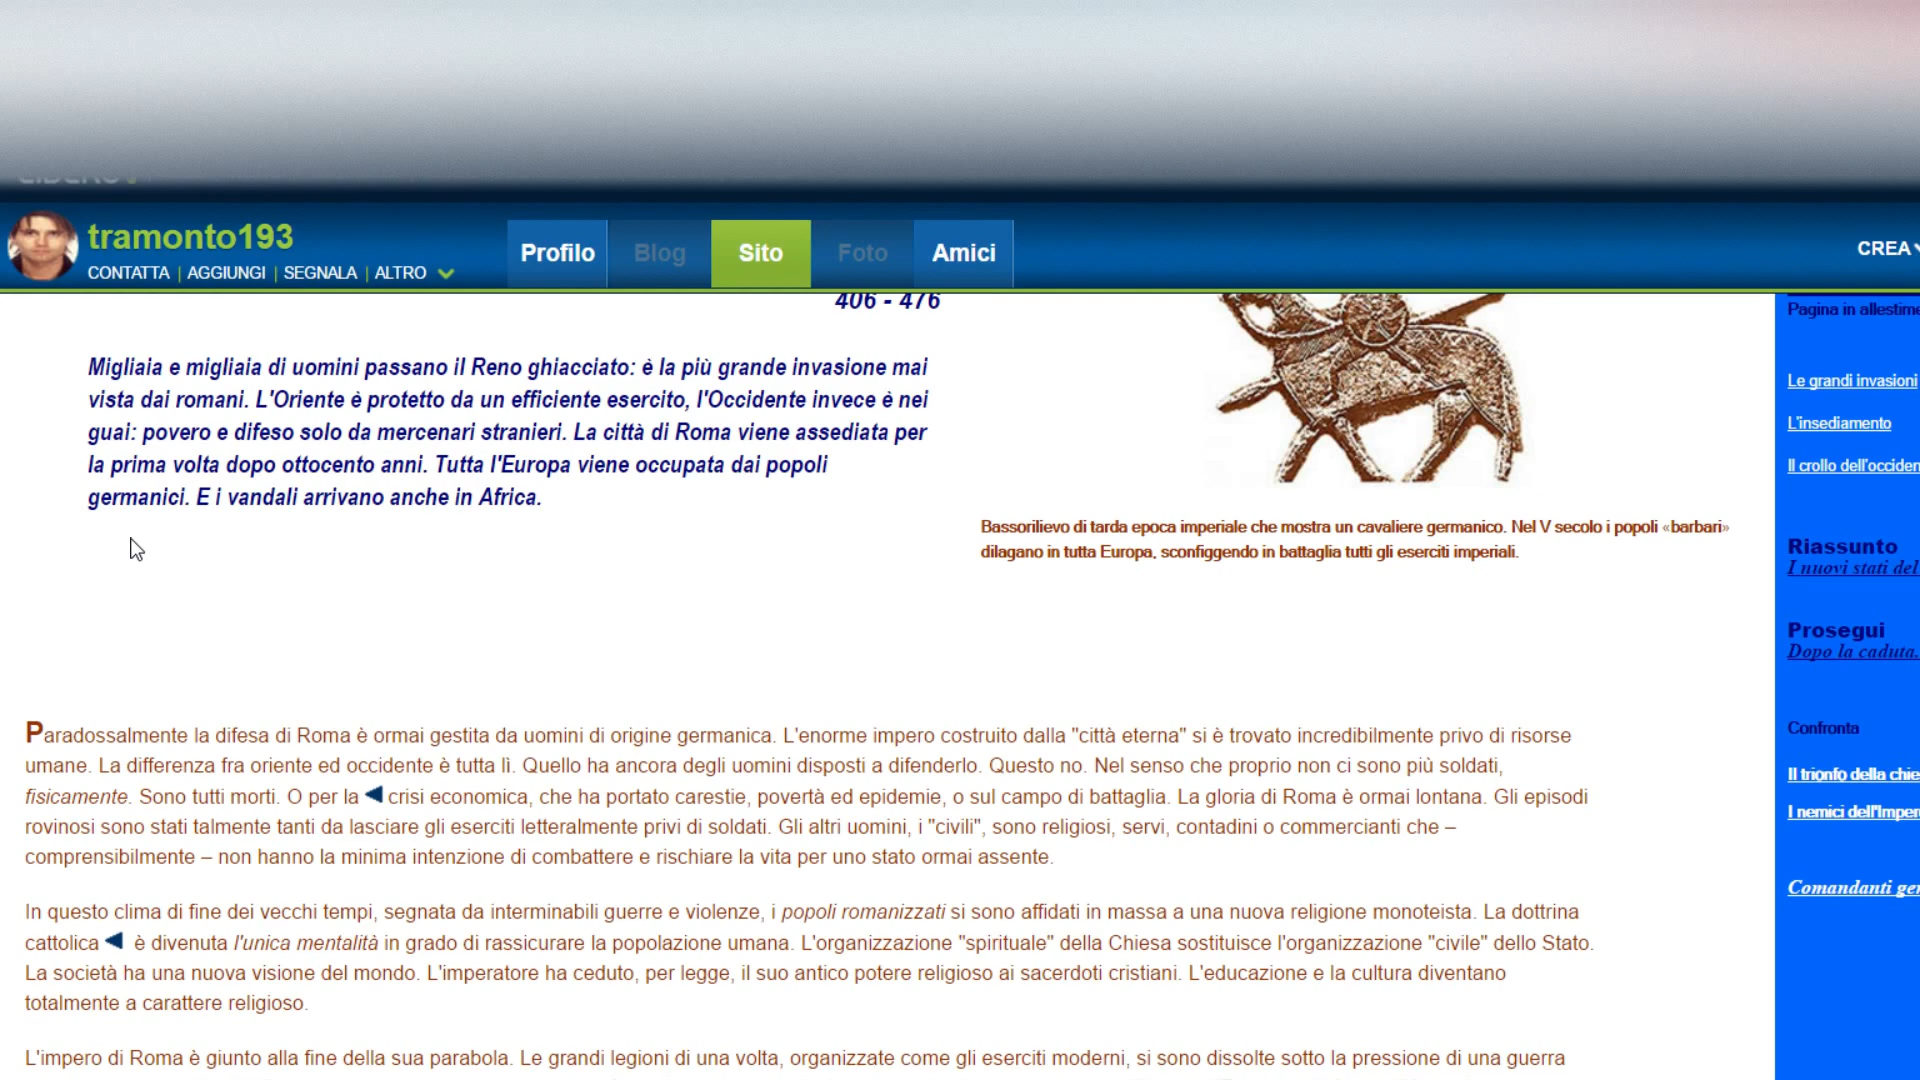 tramonto193
CONTATTA | AGGIUNGI | SEGNALA | ALTRO
Profilo
Blog
Sito
Foto
Amici
CREA
406 - 476
Migliaia e migliaia di uomini passano il Reno ghiacciato: è la più grande invasione mai
vista dai romani. L'Oriente è protetto da un efficiente esercito, l'Occidente invece è nei
guai: povero e difeso solo da mercenari stranieri. La città di Roma viene assediata per
la prima volta dopo ottocento anni. Tutta l'Europa viene occupata dai popoli
germanici. E i vandali arrivano anche in Africa.
Bassorilievo di tarda epoca imperiale che mostra un cavaliere germanico. Nel V secolo i popoli «barbari»
dilagano in tutta Europa, sconfiggendo in battaglia tutti gli eserciti imperiali.
Paradossalmente la difesa di Roma è ormai gestita da uomini di origine germanica. L'enorme impero costruito dalla "città eterna" si è trovato incredibilmente privo di risorse
umane. La differenza fra oriente ed occidente è tutta lì. Quello ha ancora degli uomini disposti a difenderlo. Questo no. Nel senso che proprio non ci sono più soldati,
fisicamente. Sono tutti morti. O per la crisi economica, che ha portato carestie, povertà ed epidemie, o sul campo di battaglia. La gloria di Roma è ormai lontana. Gli episodi
rovinosi sono stati talmente tanti da lasciare gli eserciti letteralmente privi di soldati. Gli altri uomini, i "civili", sono religiosi, servi, contadini o commercianti che –
comprensibilmente – non hanno la minima intenzione di combattere e rischiare la vita per uno stato ormai assente.
In questo clima di fine dei vecchi tempi, segnata da interminabili guerre e violenze, i popoli romanizzati si sono affidati in massa a una nuova religione monoteista. La dottrina
cattolica è divenuta l'unica mentalità in grado di rassicurare la popolazione umana. L'organizzazione "spirituale" della Chiesa sostituisce l'organizzazione "civile" dello Stato.
La società ha una nuova visione del mondo. L'imperatore ha ceduto, per legge, il suo antico potere religioso ai sacerdoti cristiani. L'educazione e la cultura diventano
totalmente a carattere religioso.
L'impero di Roma è giunto alla fine della sua parabola. Le grandi legioni di una volta, organizzate come gli eserciti moderni, si sono dissolte sotto la pressione di una guerra
Pagina in allestime
Le grandi invasioni
L'insediamento
Il crollo dell'occiden
Riassunto
I nuovi stati del
Prosegui
Dopo la caduta.
Confronta
Il trionfo della chie
I nemici dell'Imper
Comandanti ger